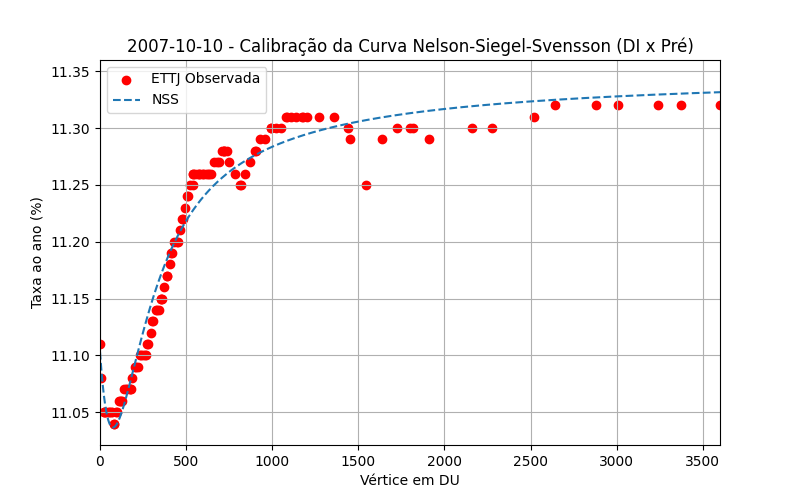 2007-10-10 - Calibração da Curva Nelson-Siegel-Svensson (DI x Pré)
ETTJ Observada
NSS
Taxa ao ano (%)
11.35
11.30
11.25
11.20
11.15
11.10
11.05
0 500 1000 1500 2000 2500 3000 3500
Vértice em DU